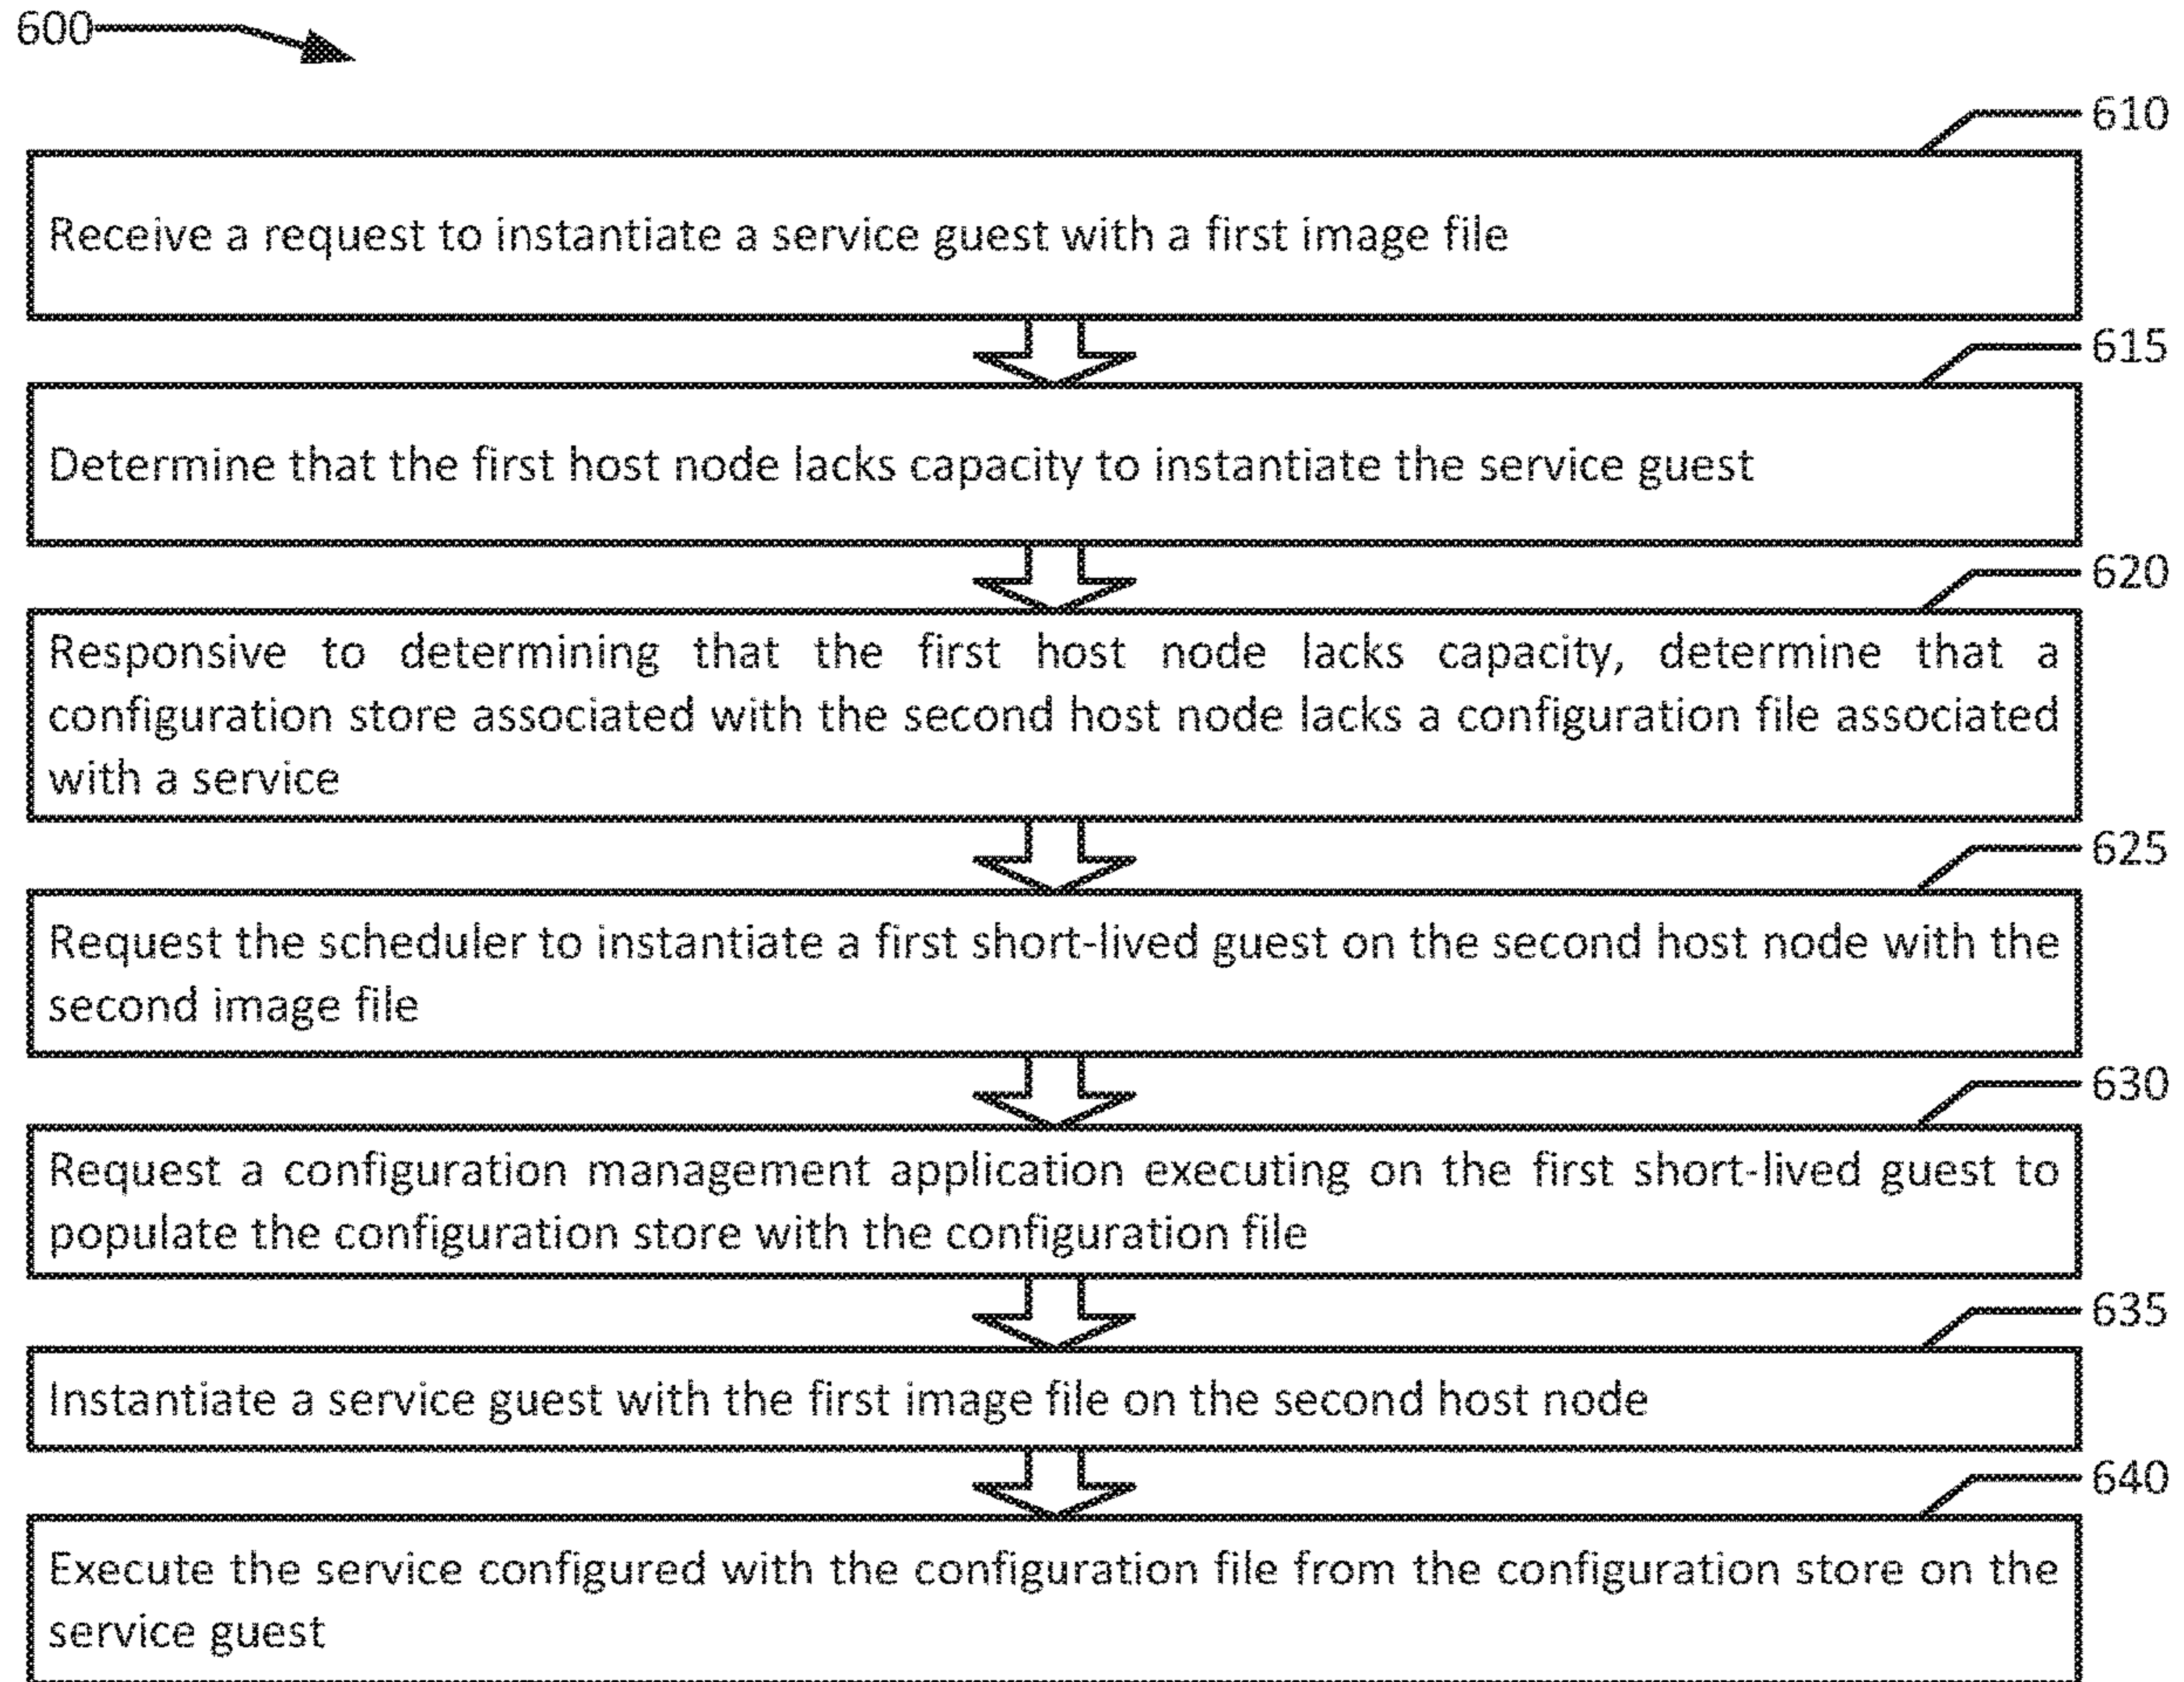 600
610
Receive a request to instantiate a service guest with a first image file
615
Determine that the first host node lacks capacity to instantiate the service guest
620
Responsive to determining that the first host node lacks capacity, determine that a
configuration store associated with the second host node lacks a configuration file associated
with a service
625
Request the scheduler to instantiate a first short-lived guest on the second host node with the
second image file
630
Request a configuration management application executing on the first short-lived guest to
populate the configuration store with the configuration file
635
Instantiate a service guest with the first image file on the second host node
640
Execute the service configured with the configuration file from the configuration store on the
service guest